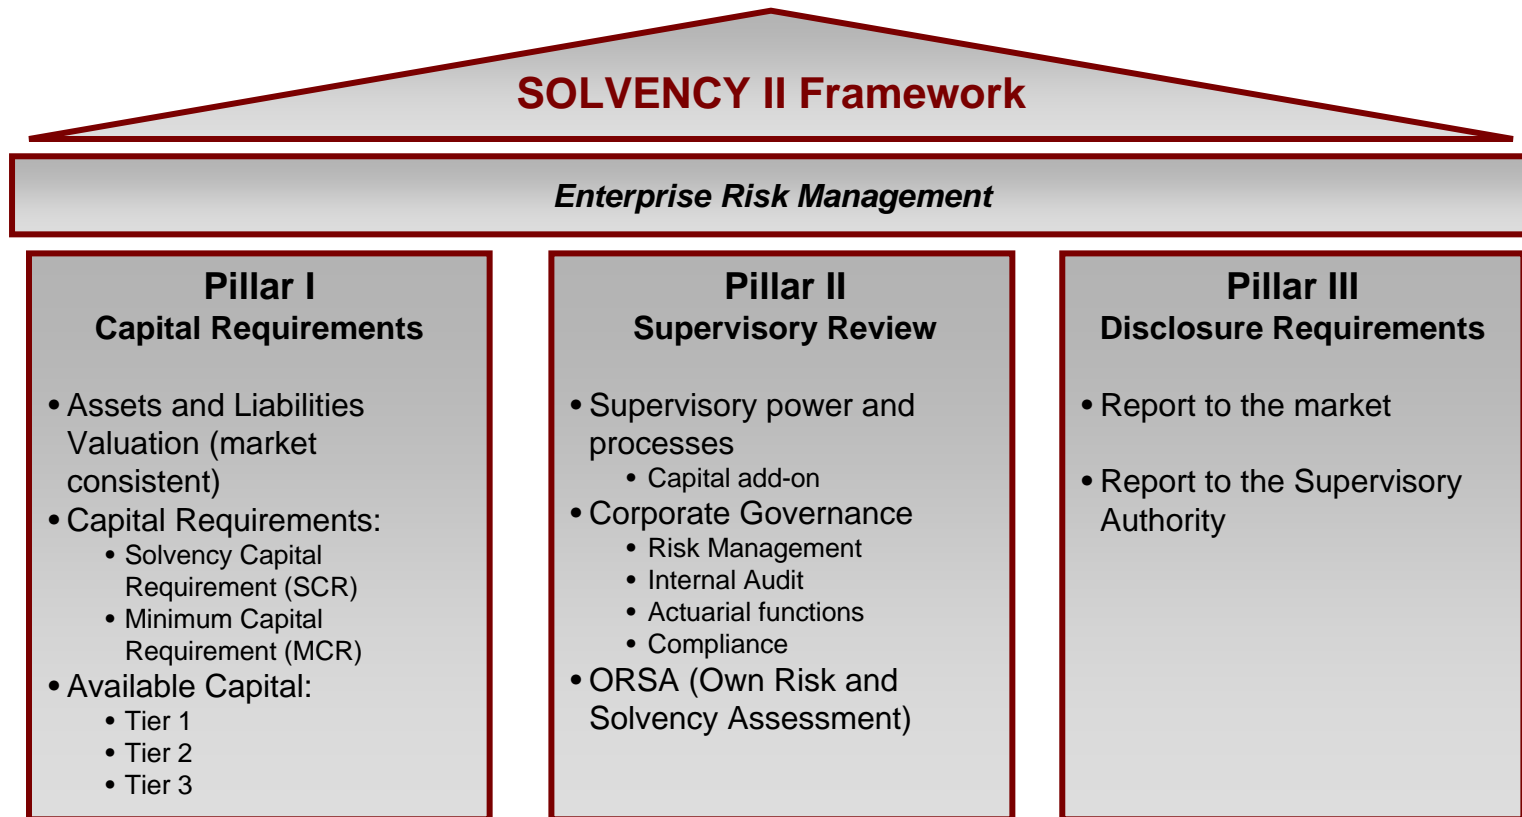 SOLVENCY II Framework
Enterprise Risk Management
Pillar I
Capital Requirements
• Assets and Liabilities
Valuation (market
consistent)
• Capital Requirements:
• Solvency Capital
Requirement (SCR)
• Minimum Capital
Requirement (MCR)
• Available Capital:
• Tier 1
• Tier 2
• Tier 3
Pillar II
Supervisory Review
• Supervisory power and
processes
• Capital add-on
• Corporate Governance
• Risk Management
• Internal Audit
• Actuarial functions
• Compliance
• ORSA (Own Risk and
Solvency Assessment)
Pillar III
Disclosure Requirements
• Report to the market
• Report to the Supervisory
Authority